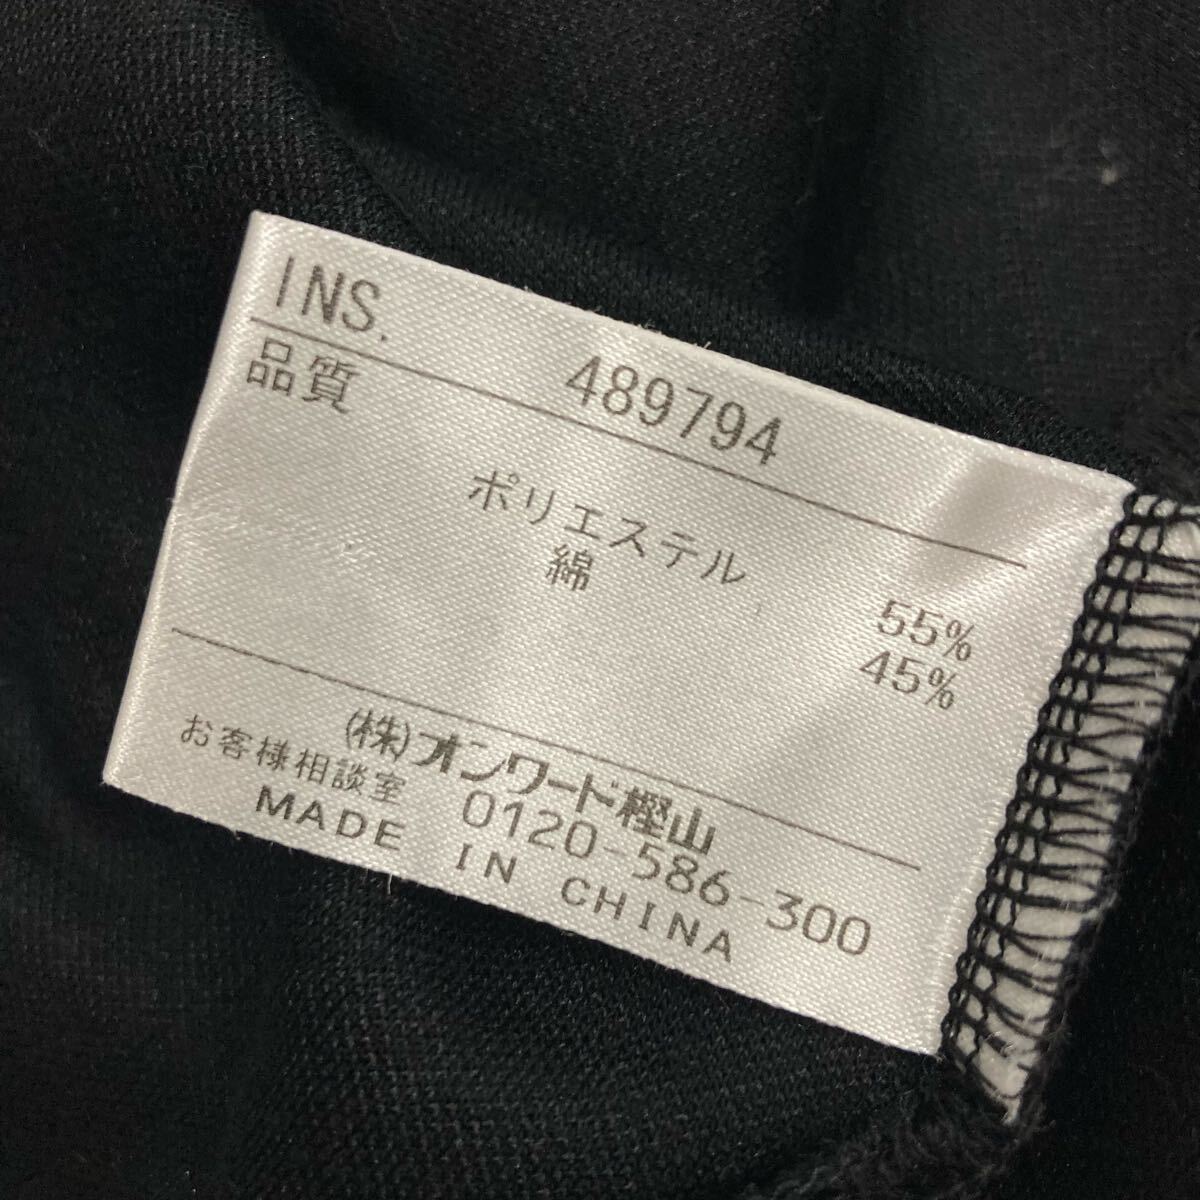 INS. 489794
品質
ポリエステル 55%
綿 45%
(株)オンワード樫山
お客様相談室 0120-586-300
MADE IN CHINA